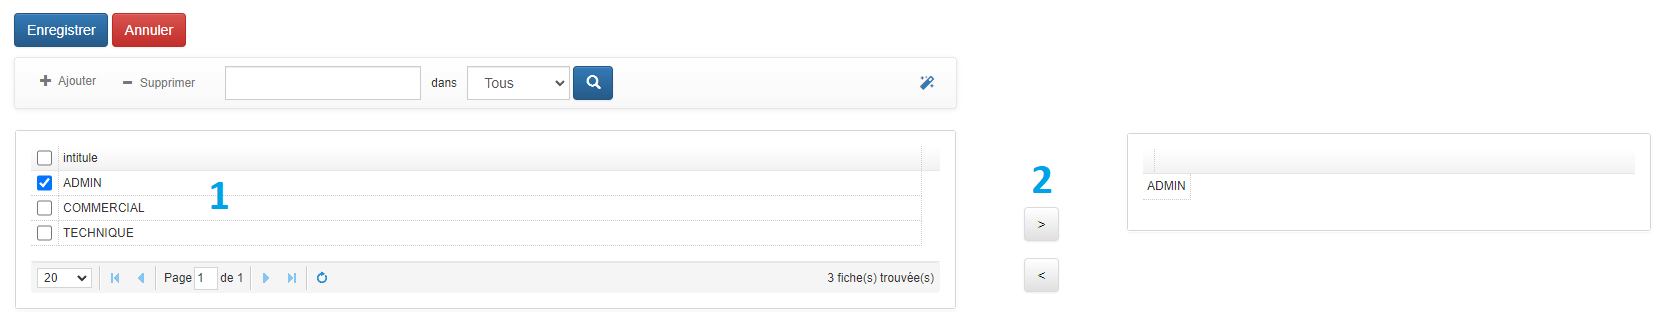 Enregistrer Annuler
Ajouter Supprimer dans Tous
intitule
ADMIN
COMMERCIAL
TECHNIQUE
1
20 Page 1 de 1 3 fiche(s) trouvée(s)
2
>
<
ADMIN